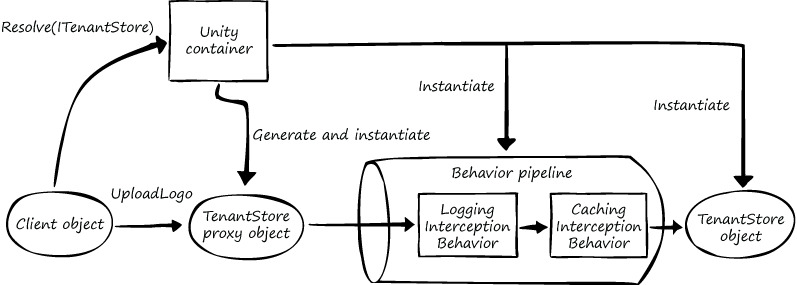 Resolve(ITenantStore)
Unity
container
Instantiate
Instantiate
Generate and instantiate
Behavior pipeline
UploadLogo
Client object
TenantStore
proxy object
Logging
Interception
Behavior
Caching
Interception
Behavior
TenantStore
object